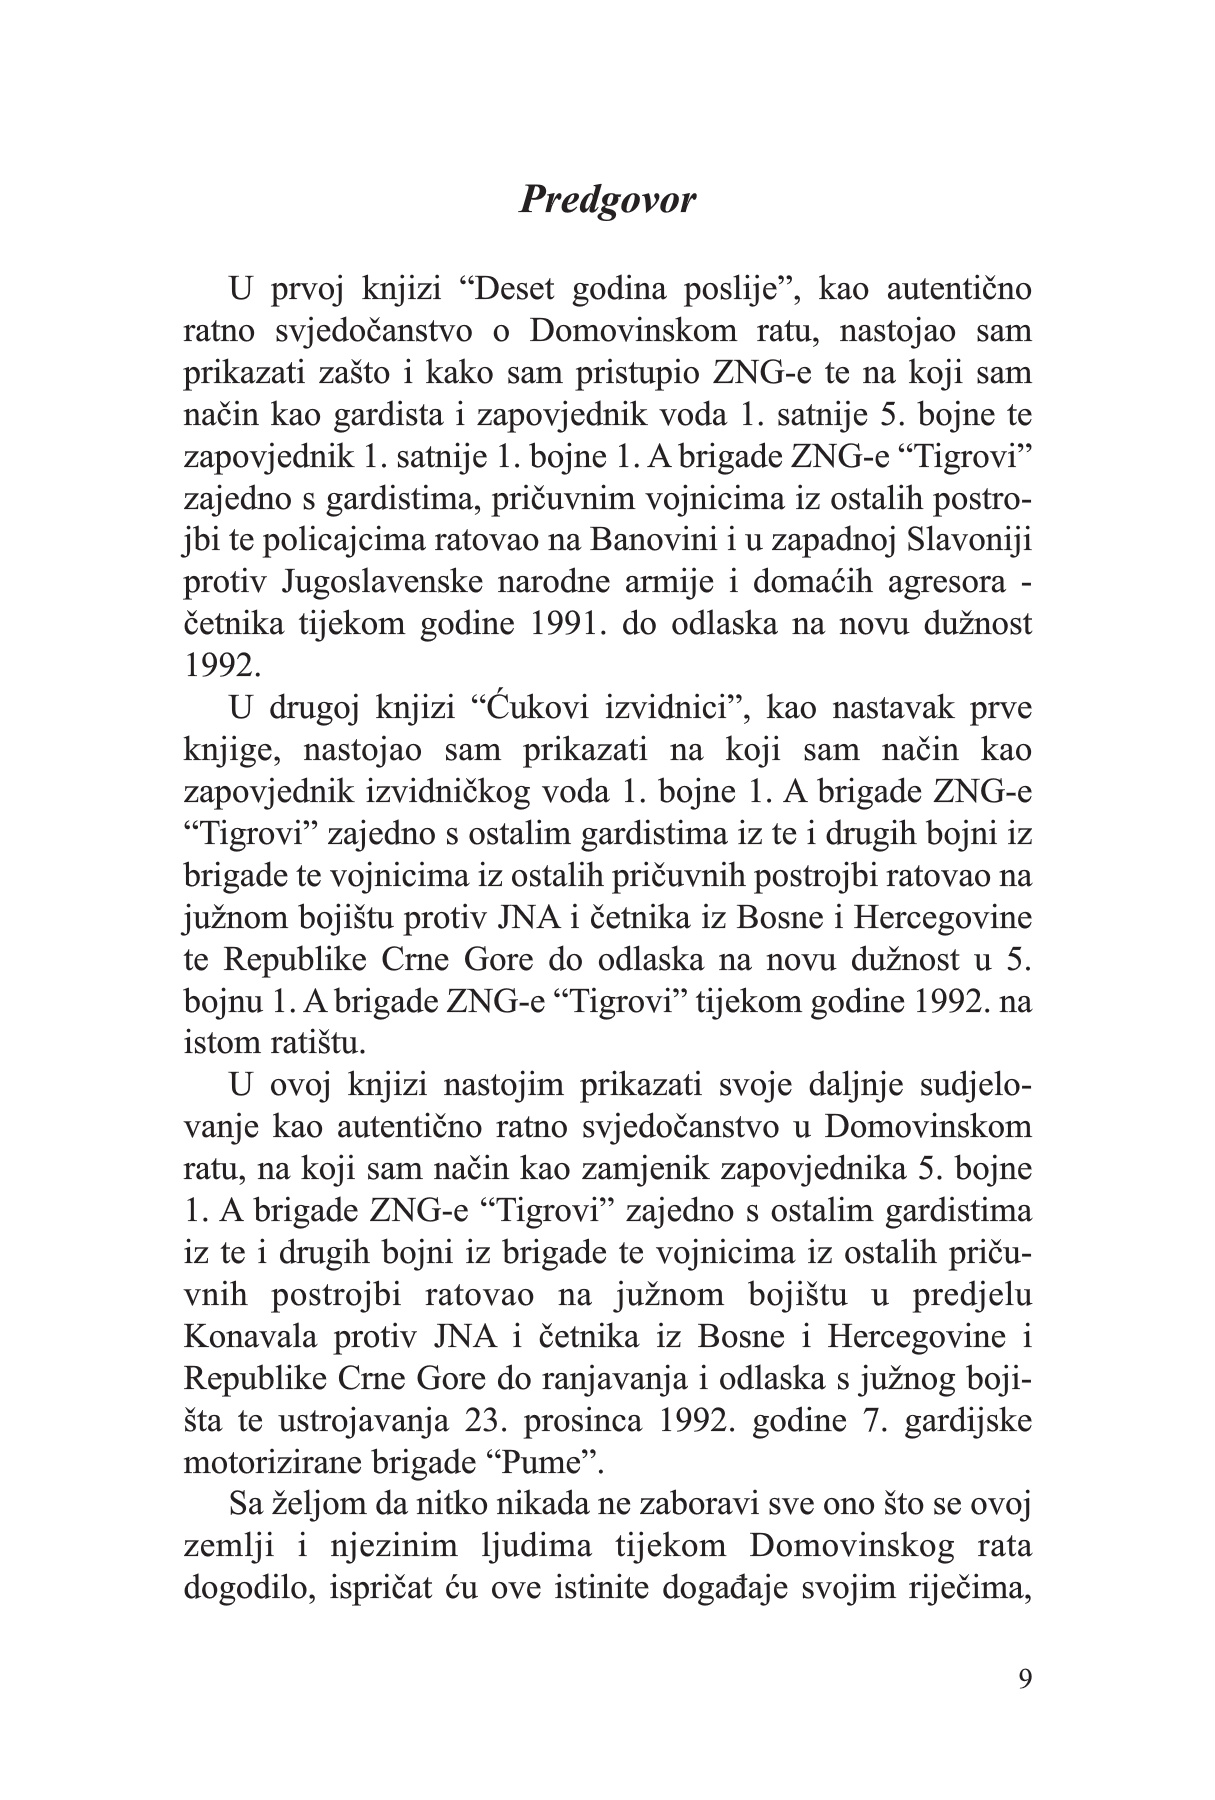 Predgovor
U prvoj knjizi “Deset godina poslije”, kao autentično
ratno svjedočanstvo o Domovinskom ratu, nastojao sam
prikazati zašto i kako sam pristupio ZNG-e te na koji sam
način kao gardista i zapovjednik voda 1. satnije 5. bojne te
zapovjednik 1. satnije 1. bojne 1. A brigade ZNG-e “Tigrovi”
zajedno s gardistima, pričuvnim vojnicima iz ostalih postro-
jbi te policajcima ratovao na Banovini i u zapadnoj Slavoniji
protiv Jugoslavenske narodne armije i domaćih agresora -
četnika tijekom godine 1991. do odlaska na novu dužnost
1992.
U drugoj knjizi “Ćukovi izvidnici”, kao nastavak prve
knjige, nastojao sam prikazati na koji sam način kao
zapovjednik izvidničkog voda 1. bojne 1. A brigade ZNG-e
“Tigrovi” zajedno s ostalim gardistima iz te i drugih bojni iz
brigade te vojnicima iz ostalih pričuvnih postrojbi ratovao na
južnom bojištu protiv JNA i četnika iz Bosne i Hercegovine
te Republike Crne Gore do odlaska na novu dužnost u 5.
bojnu 1. A brigade ZNG-e “Tigrovi” tijekom godine 1992. na
istom ratištu.
U ovoj knjizi nastojim prikazati svoje daljnje sudjelo-
vanje kao autentično ratno svjedočanstvo u Domovinskom
ratu, na koji sam način kao zamjenik zapovjednika 5. bojne
1. A brigade ZNG-e “Tigrovi” zajedno s ostalim gardistima
iz te i drugih bojni iz brigade te vojnicima iz ostalih priču-
vnih postrojbi ratovao na južnom bojištu u predjelu
Konavala protiv JNA i četnika iz Bosne i Hercegovine i
Republike Crne Gore do ranjavanja i odlaska s južnog boji-
šta te ustrojavanja 23. prosinca 1992. godine 7. gardijske
motorizirane brigade “Pume”.
Sa željom da nitko nikada ne zaboravi sve ono što se ovoj
zemlji i njezinim ljudima tijekom Domovinskog rata
dogodilo, ispričat ću ove istinite događaje svojim riječima,
9